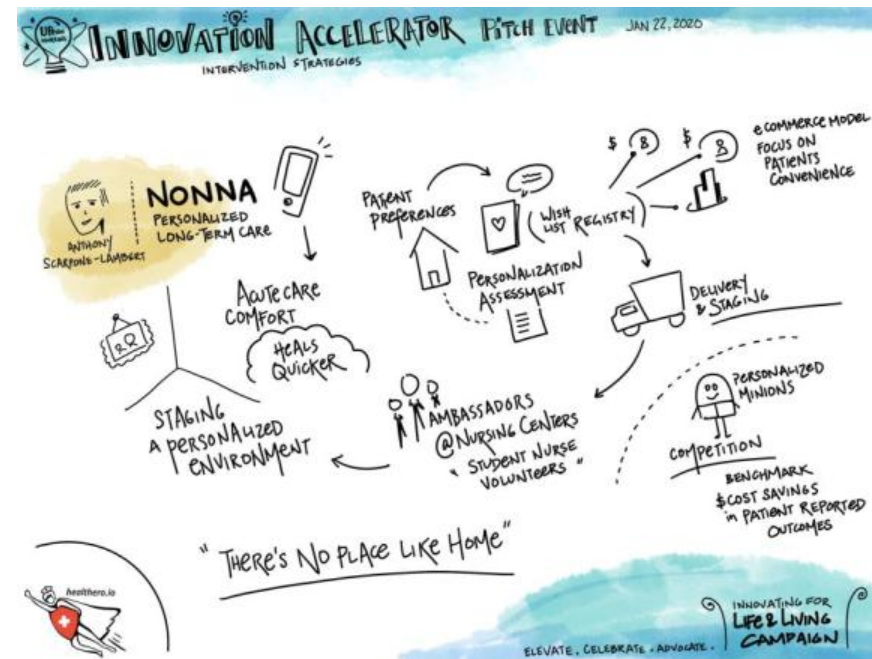 INNOVATION ACCELERATOR PITCH EVENT JAN 22, 2020
INTERVENTION STRATEGIES
NONNA
PERSONALIZED
LONG-TERM CARE
ANTHONY
SCARPONE-LAMBERT
ACUTE CARE
COMFORT
HEALS
QUICKER
STAGING
A PERSONALIZED
ENVIRONMENT
PATIENT
PREFERENCES
PERSONALIZATION
ASSESSMENT
(WISH
LIST REGISTRY)
$ 8
$
eCOMMERCE MODEL
FOCUS ON
PATIENTS
CONVENIENCE
DELIVERY
& STAGING
AMBASSADORS
@NURSING CENTERS
"STUDENT NURSE
VOLUNTEERS"
PERSONALIZED
MINIONS
COMPETITION
BENCHMARK
$ COST SAVINGS
in PATIENT REPORTED
OUTCOMES
"THERE'S NO PLACE LIKE HOME"
healthero.io
INNOVATING FOR
LIFE & LIVING
CAMPAIGN
ELEVATE. CELEBRATE. ADVOCATE.